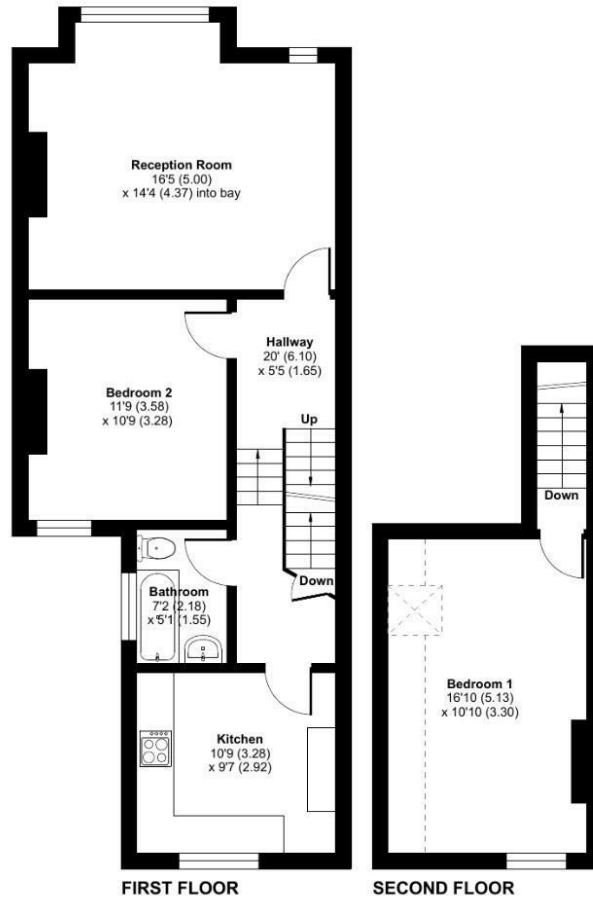 Reception Room
16'5 (5.00)
x 14'4 (4.37) into bay
Hallway
20' (6.10)
x 5'5 (1.65)
Up
Bedroom 2
11'9 (3.58)
x 10'9 (3.28)
Down
Bathroom
7'2 (2.18)
x 5'1 (1.55)
Kitchen
10'9 (3.28)
x 9'7 (2.92)
FIRST FLOOR
Down
Bedroom 1
16'10 (5.13)
x 10'10 (3.30)
SECOND FLOOR